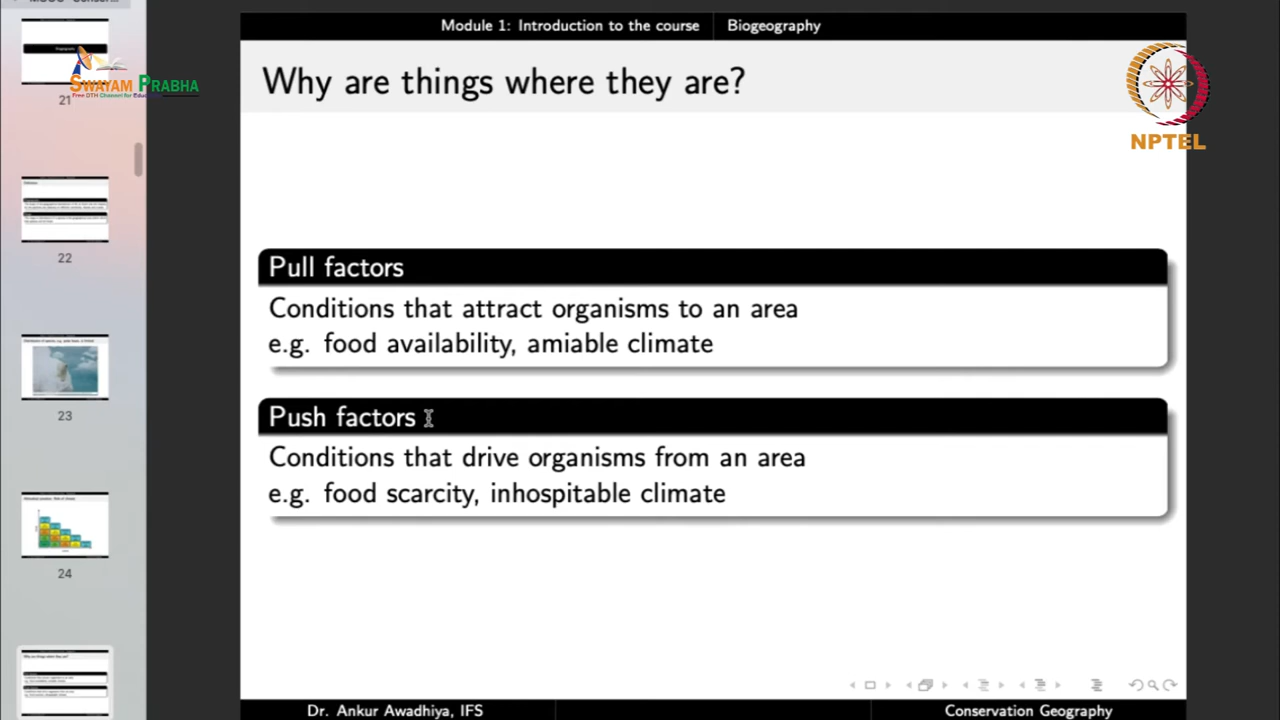 Module 1: Introduction to the course
Biogeography
SWAYAM PRABHA
21
22
23
24
Why are things where they are?
NPTEL
Pull factors
Conditions that attract organisms to an area
e.g. food availability, amiable climate
Push factors
Conditions that drive organisms from an area
e.g. food scarcity, inhospitable climate
Dr. Ankur Awadhiya, IFS
Conservation Geography